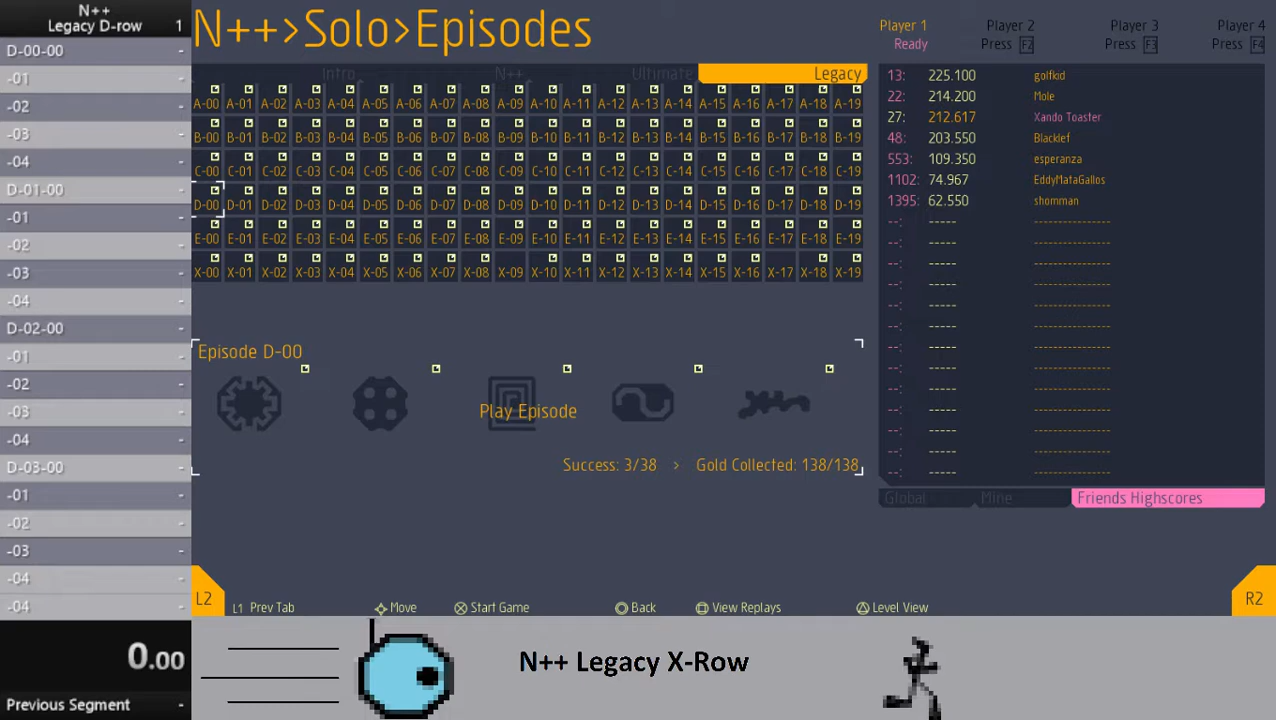 N++
Legacy D-row 1
D-00-00 -
-01 -
-02 -
-03 -
-04 -
D-01-00 -
-01 -
-02 -
-03 -
-04 -
D-02-00 -
-01 -
-02 -
-03 -
-04 -
D-03-00 -
-01 -
-02 -
-03 -
-04 -
-04 -
0.00
Previous Segment -
N++>Solo>Episodes
Intro N++ Ultimate Legacy
A-00 A-01 A-02 A-03 A-04 A-05 A-06 A-07 A-08 A-09 A-10 A-11 A-12 A-13 A-14 A-15 A-16 A-17 A-18 A-19
B-00 B-01 B-02 B-03 B-04 B-05 B-06 B-07 B-08 B-09 B-10 B-11 B-12 B-13 B-14 B-15 B-16 B-17 B-18 B-19
C-00 C-01 C-02 C-03 C-04 C-05 C-06 C-07 C-08 C-09 C-10 C-11 C-12 C-13 C-14 C-15 C-16 C-17 C-18 C-19
D-00 D-01 D-02 D-03 D-04 D-05 D-06 D-07 D-08 D-09 D-10 D-11 D-12 D-13 D-14 D-15 D-16 D-17 D-18 D-19
E-00 E-01 E-02 E-03 E-04 E-05 E-06 E-07 E-08 E-09 E-10 E-11 E-12 E-13 E-14 E-15 E-16 E-17 E-18 E-19
X-00 X-01 X-02 X-03 X-04 X-05 X-06 X-07 X-08 X-09 X-10 X-11 X-12 X-13 X-14 X-15 X-16 X-17 X-18 X-19
Episode D-00
Play Episode
Success: 3/38 > Gold Collected: 138/138
Player 1 Player 2 Player 3 Player 4
Ready Press F2 Press F3 Press F4
13: 225.100 golfkid
22: 214.200 Mole
27: 212.617 Xando Toaster
48: 203.550 Blacklef
553: 109.350 esperanza
1102: 74.967 EddyMataGallos
1395: 62.550 shomman
--: ----- -------------
--: ----- -------------
--: ----- -------------
--: ----- -------------
--: ----- -------------
--: ----- -------------
--: ----- -------------
--: ----- -------------
--: ----- -------------
--: ----- -------------
--: ----- -------------
--: ----- -------------
--: ----- -------------
Global Mine Friends Highscores
L2 L1 Prev Tab Move Start Game Back View Replays Level View R2
N++ Legacy X-Row